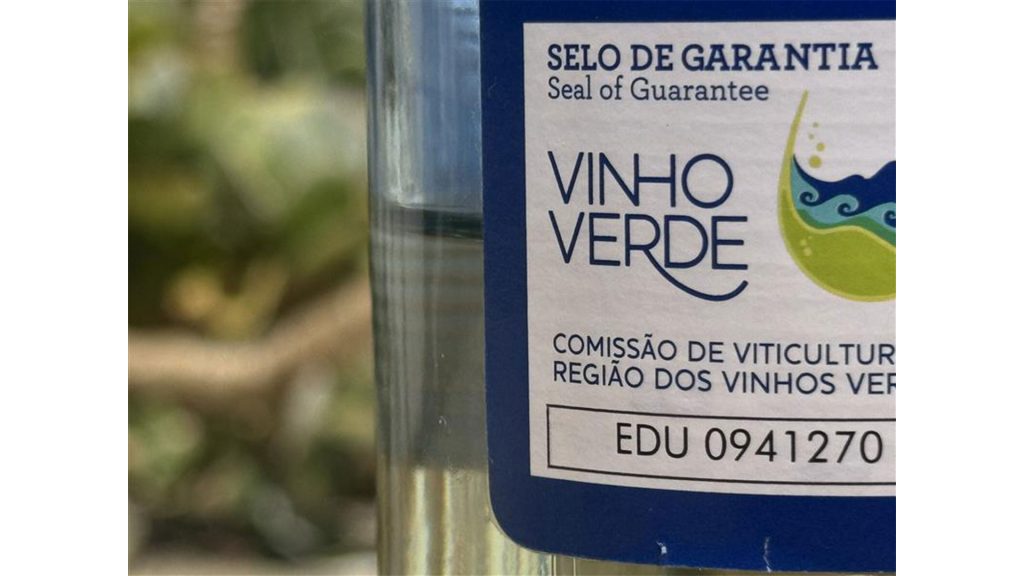 SELO DE GARANTIA
Seal of Guarantee
VINHO
VERDE
COMISSÃO DE VITICULTUR
REGIÃO DOS VINHOS VER
EDU 0941270